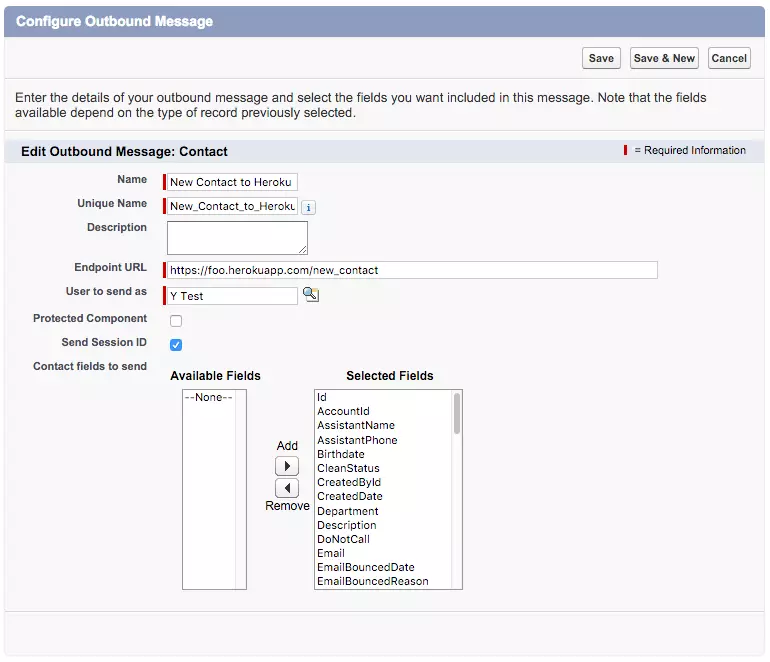 Configure Outbound Message
Save Save & New Cancel
Enter the details of your outbound message and select the fields you want included in this message. Note that the fields
available depend on the type of record previously selected.
Edit Outbound Message: Contact
= Required Information
Name New Contact to Heroku
Unique Name New_Contact_to_Heroku i
Description
Endpoint URL https://foo.herokuapp.com/new_contact
User to send as Y Test
Protected Component
Send Session ID
Contact fields to send
Available Fields
--None--
Add
Remove
Selected Fields
Id
AccountId
AssistantName
AssistantPhone
Birthdate
CleanStatus
CreatedById
CreatedDate
Department
Description
DoNotCall
Email
EmailBouncedDate
EmailBouncedReason